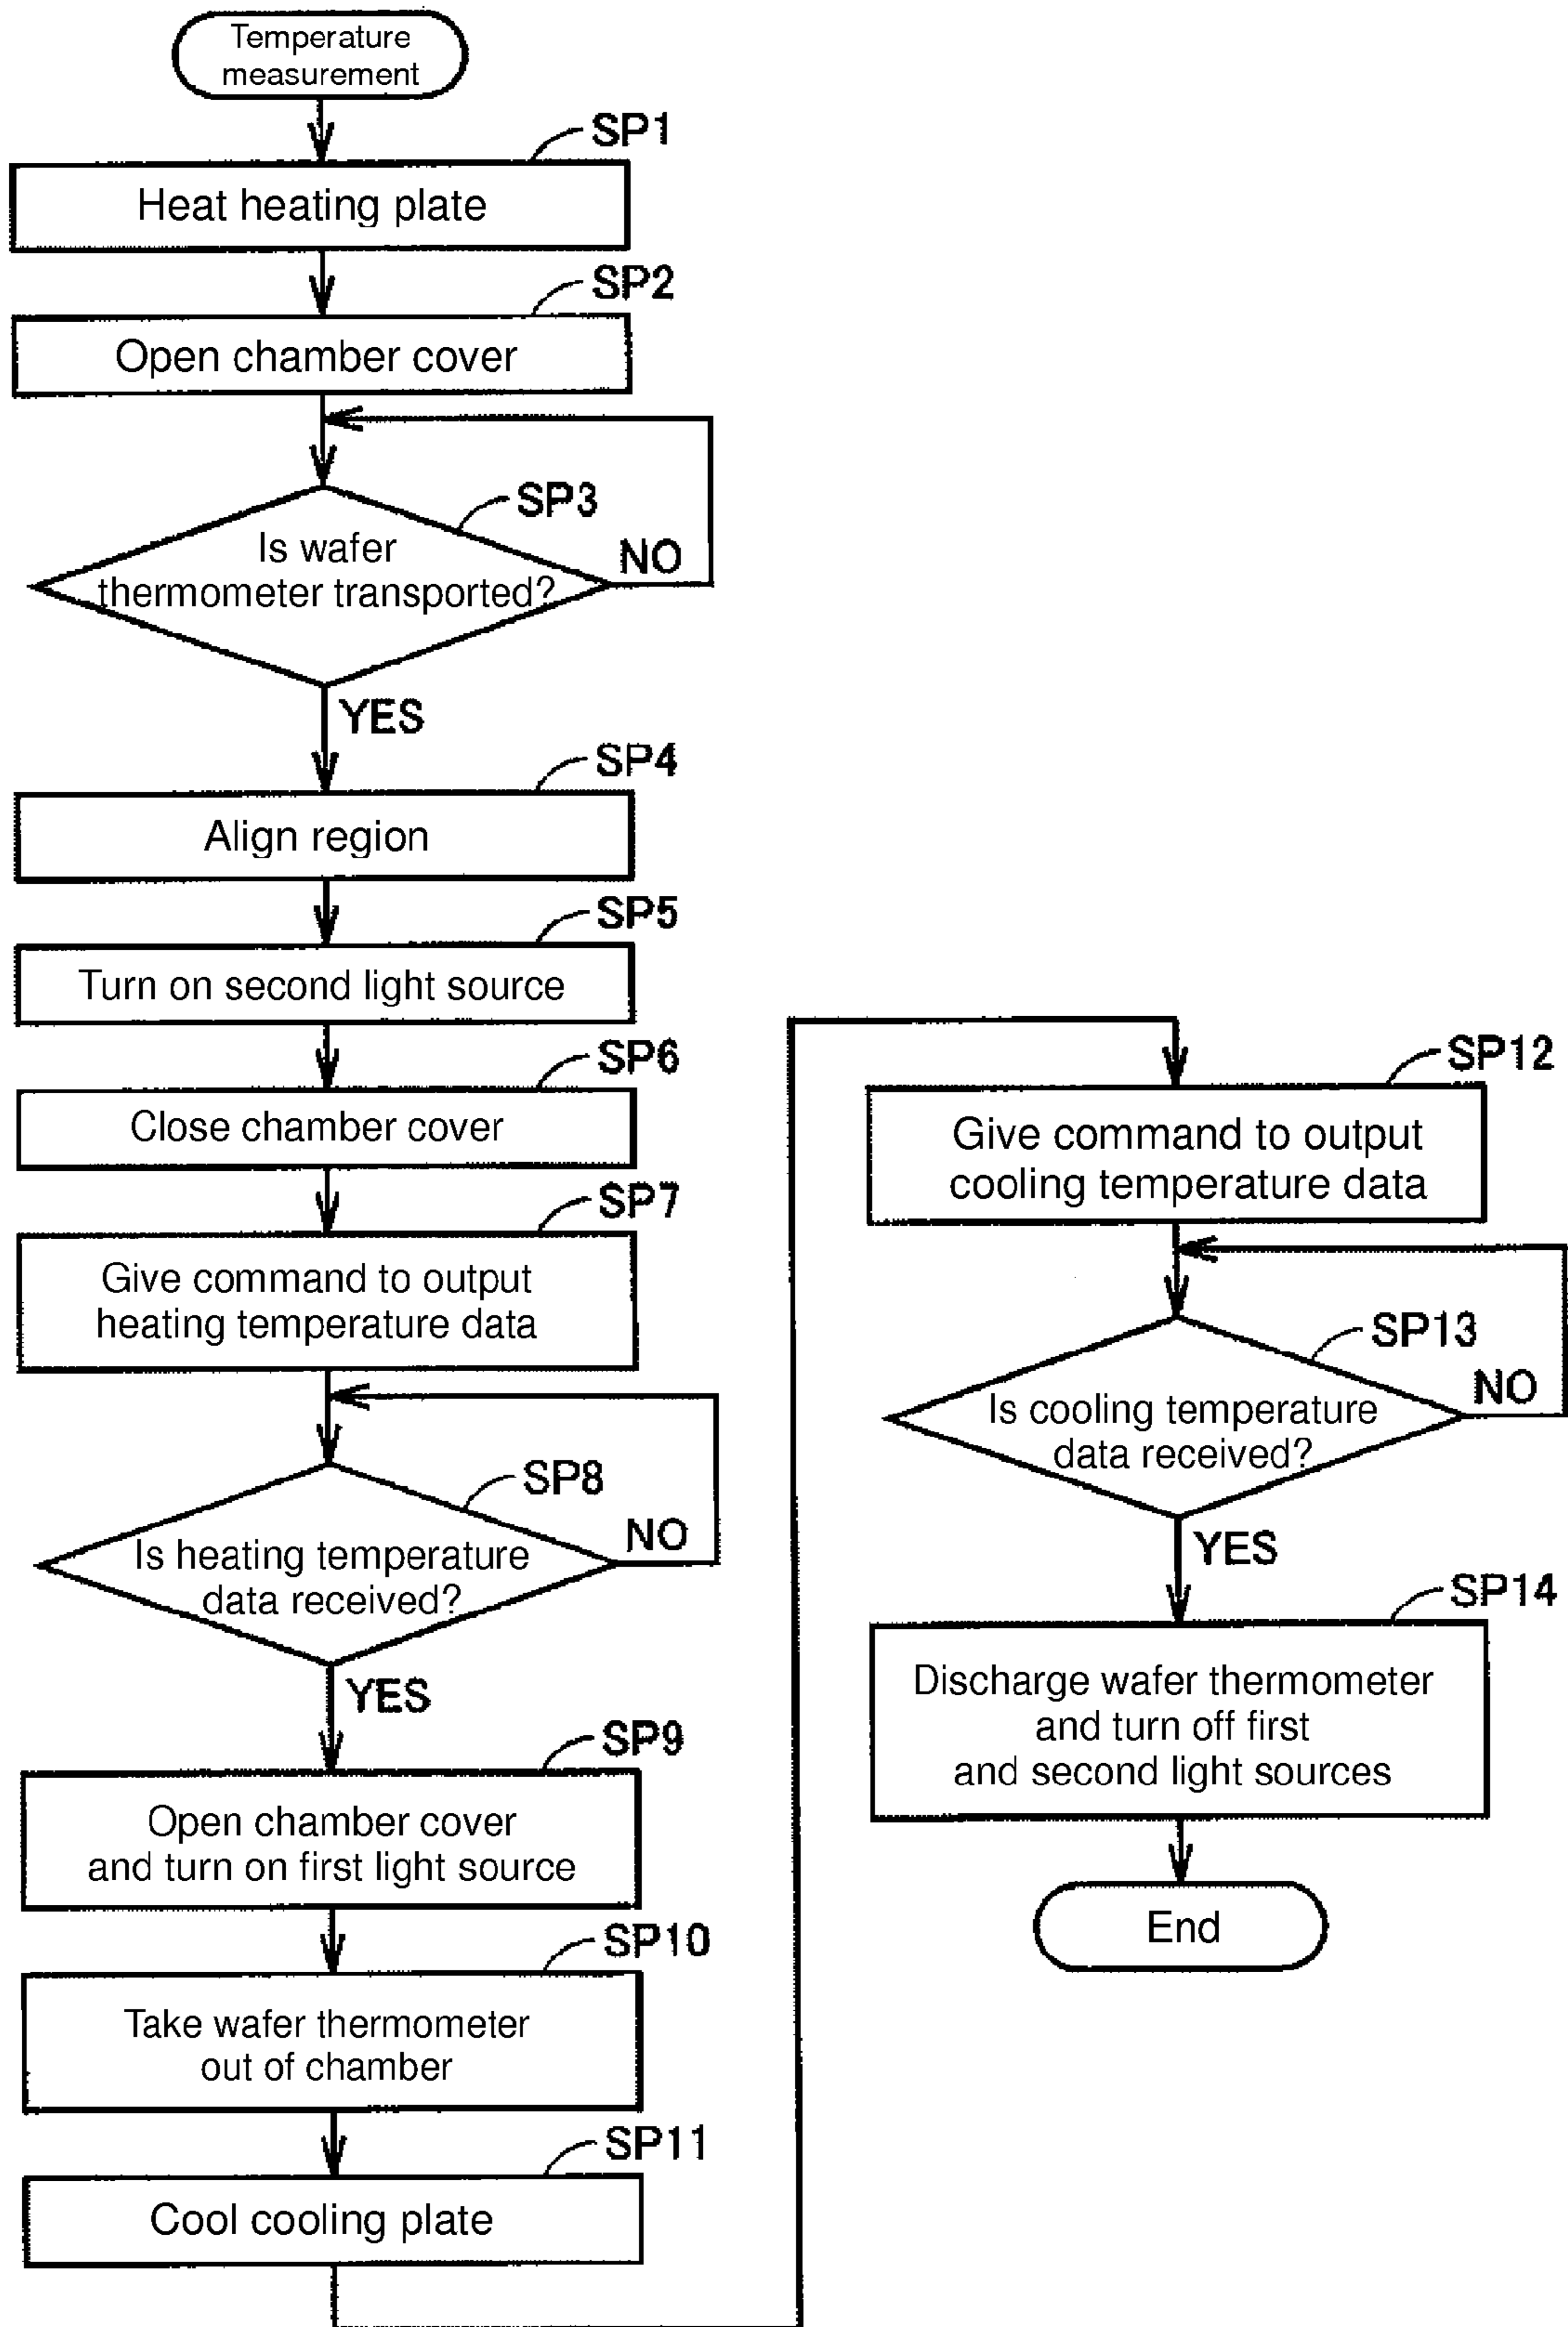 Temperature
measurement
SP1
Heat heating plate
SP2
Open chamber cover
SP3
Is wafer
thermometer transported?
NO
YES
SP4
Align region
SP5
Turn on second light source
SP6
Close chamber cover
SP7
Give command to output
heating temperature data
SP8
Is heating temperature
data received?
NO
YES
SP9
Open chamber cover
and turn on first light source
SP10
Take wafer thermometer
out of chamber
SP11
Cool cooling plate
SP12
Give command to output
cooling temperature data
SP13
Is cooling temperature
data received?
NO
YES
SP14
Discharge wafer thermometer
and turn off first
and second light sources
End